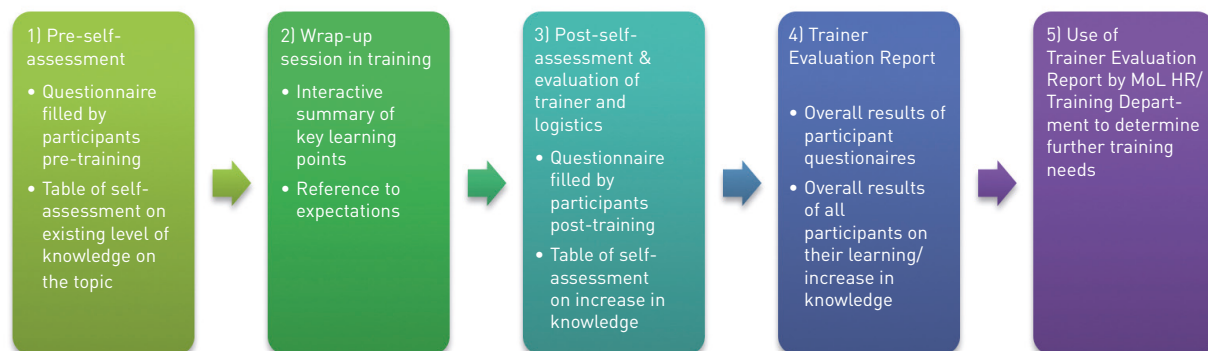 1) Pre-self-
assessment
• Questionnaire
filled by
participants
pre-training
• Table of self-
assessment on
existing level of
knowledge on
the topic
2) Wrap-up
session in training
• Interactive
summary of
key learning
points
• Reference to
expectations
3) Post-self-
assessment &
evaluation of
trainer and
logistics
• Questionnaire
filled by
participants
post-training
• Table of self-
assessment
on increase in
knowledge
4) Trainer
Evaluation Report
• Overall results of
participant
questionaires
• Overall results
of all
participants on
their learning/
increase in
knowledge
5) Use of
Trainer Evaluation
Report by MoL HR/
Training Depart-
ment to determine
further training
needs